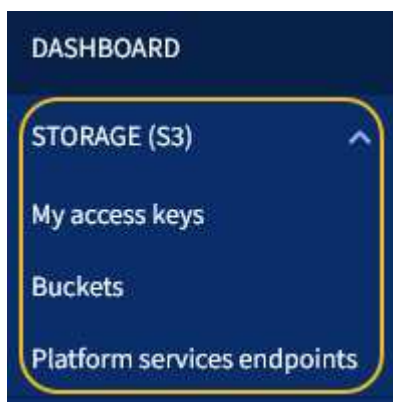 DASHBOARD
STORAGE (S3)
My access keys
Buckets
Platform services endpoints